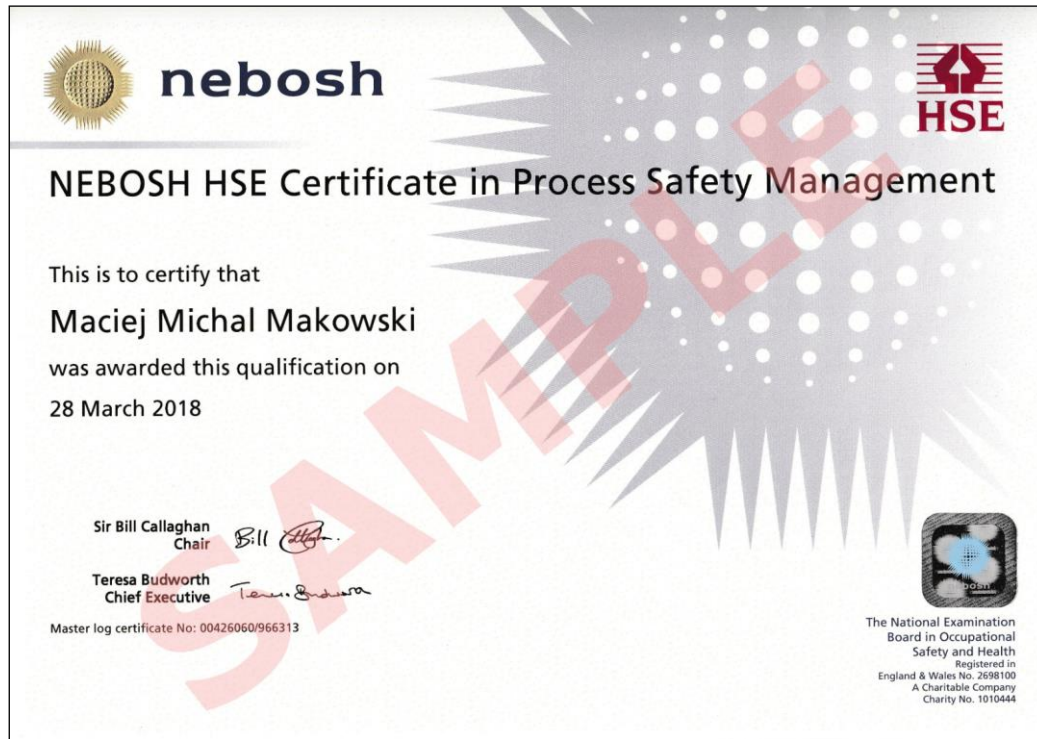 nebosh
HSE
NEBOSH HSE Certificate in Process Safety Management
This is to certify that
Maciej Michal Makowski
was awarded this qualification on
28 March 2018
SAMPLE
Sir Bill Callaghan
Chair
Teresa Budworth
Chief Executive
Master log certificate No: 00426060/966313
nebosh
The National Examination
Board in Occupational
Safety and Health
Registered in
England & Wales No. 2698100
A Charitable Company
Charity No. 1010444